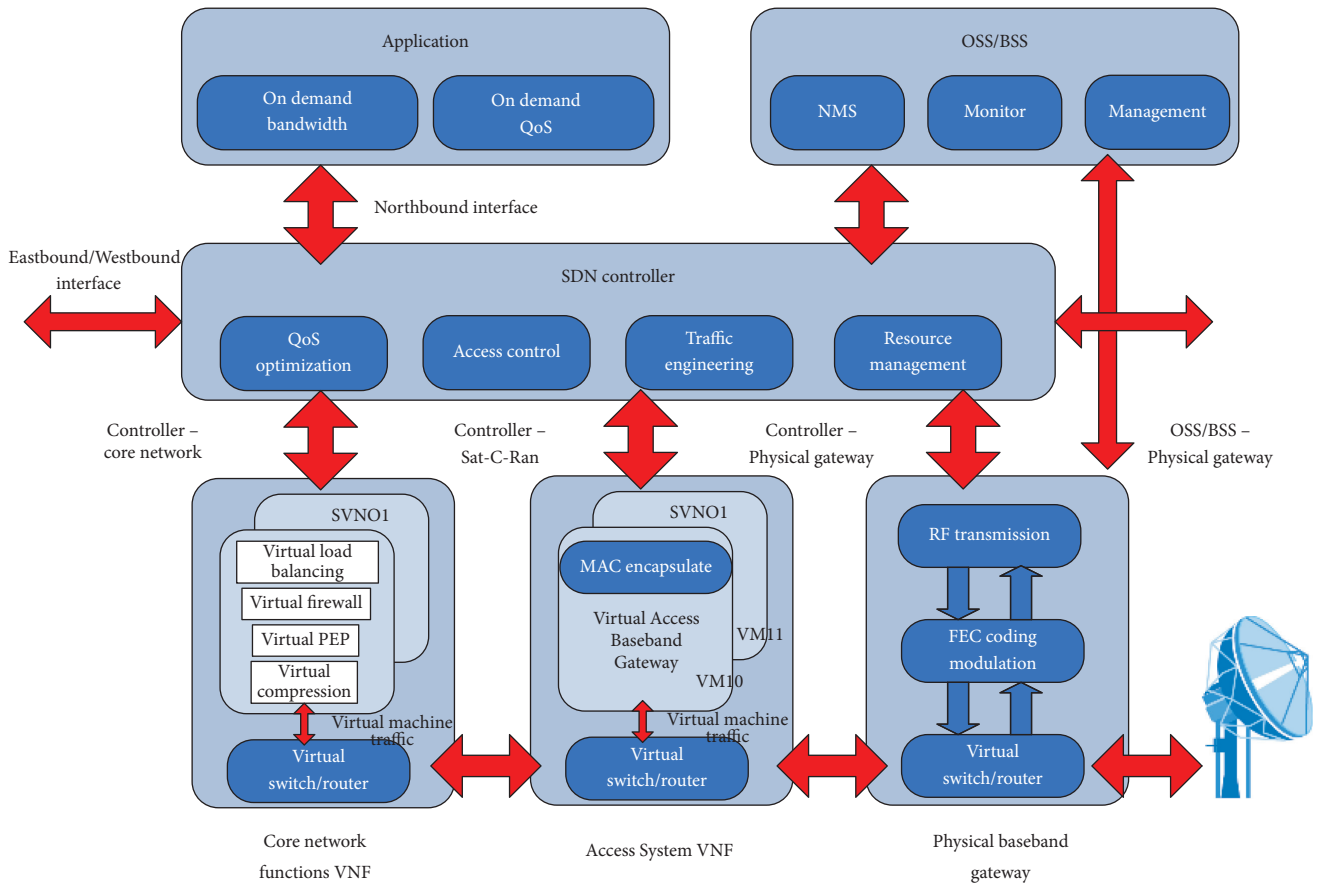 Application
On demand
bandwidth
On demand
QoS
OSS/BSS
NMS
Monitor
Management
Northbound interface
Eastbound/Westbound
interface
SDN controller
QoS
optimization
Access control
Traffic
engineering
Resource
management
Controller –
core network
Controller –
Sat-C-Ran
Controller –
Physical gateway
OSS/BSS –
Physical gateway
SVNO1
Virtual load
balancing
Virtual firewall
Virtual PEP
Virtual
compression
Virtual machine
traffic
Virtual
switch/router
SVNO1
MAC encapsulate
Virtual Access
Baseband
Gateway
VM11
VM10
Virtual machine
traffic
Virtual
switch/router
RF transmission
FEC coding
modulation
Virtual
switch/router
Core network
functions VNF
Access System VNF
Physical baseband
gateway